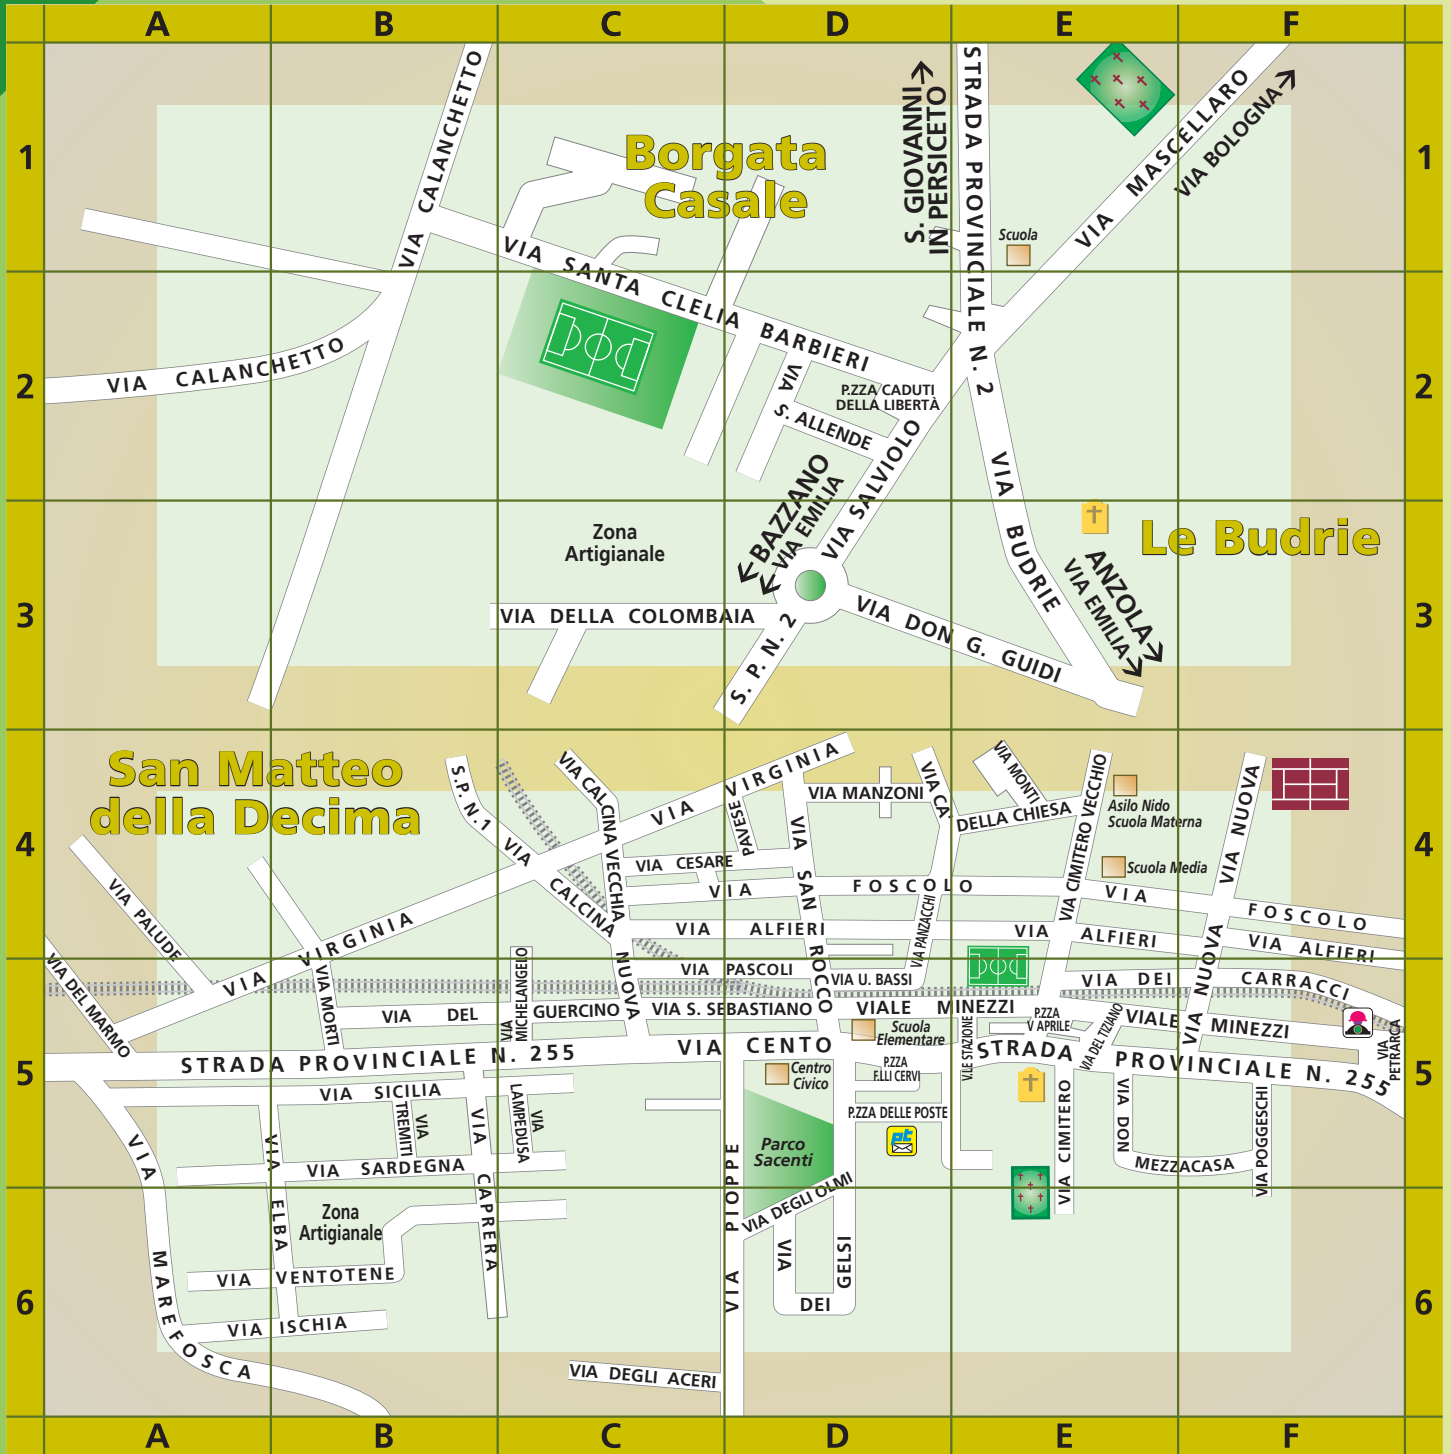 A B C D E F
1
2
3
4
5
6
1
2
3
4
5
6
A B C D E F
Borgata
Casale
VIA CALANCHETTO
VIA CALANCHETTO
VIA SANTA CLELIA BARBIERI
S. GIOVANNI
IN PERSICETO
STRADA PROVINCIALE N. 2
Scuola
VIA MASCELLARO
VIA BOLOGNA
P.ZZA CADUTI
DELLA LIBERTÀ
VIA
S. ALLENDE
VIA SALVIOLO
BAZZANO
VIA EMILIA
VIA BUDRIE
Le Budrie
ANZOLA
VIA EMILIA
Zona
Artigianale
VIA DELLA COLOMBAIA
S. P. N. 2
VIA DON G. GUIDI
San Matteo
della Decima
S.P. N.1
VIA CALCINA
NUOVA
VIA CALCINA VECCHIA
VIA VIRGINIA
VIA VIRGINIA
PAVESE
VIA CESARE
VIA MANZONI
VIA CA'
VIA MONTI
DELLA CHIESA
VIA CIMITERO VECCHIO
Asilo Nido
Scuola Materna
Scuola Media
VIA NUOVA
VIA NUOVA
VIA SAN ROCCO
VIA FOSCOLO
VIA FOSCOLO
VIA ALFIERI
VIA ALFIERI
VIA ALFIERI
VIA PANZACCHI
VIA PALUDE
VIA DEL MARMO
VIA MORTI
VIA MICHELANGELO
VIA DEL GUERCINO
VIA PASCOLI
VIA U. BASSI
VIA S. SEBASTIANO
VIALE MINEZZI
VIA DEI CARRACCI
VIALE MINEZZI
P.ZZA
V APRILE
VIA DEL TIZIANO
V.LE STAZIONE
VIA PETRARCA
Scuola
Elementare
STRADA PROVINCIALE N. 255
VIA CENTO
STRADA PROVINCIALE N. 255
Centro
Civico
P.ZZA
F.LLI CERVI
P.ZZA DELLE POSTE
pt
VIA SICILIA
VIA TREMITI
VIA CAPRERA
VIA LAMPEDUSA
VIA SARDEGNA
VIA ELBA
Parco
Sacenti
VIA PIOPPE
VIA DEGLI OLMI
VIA DEI GELSI
VIA CIMITERO
VIA DON MEZZACASA
VIA POGGESCHI
Zona
Artigianale
VIA VENTOTENE
VIA ISCHIA
VIA MAREFOSCA
VIA DEGLI ACERI